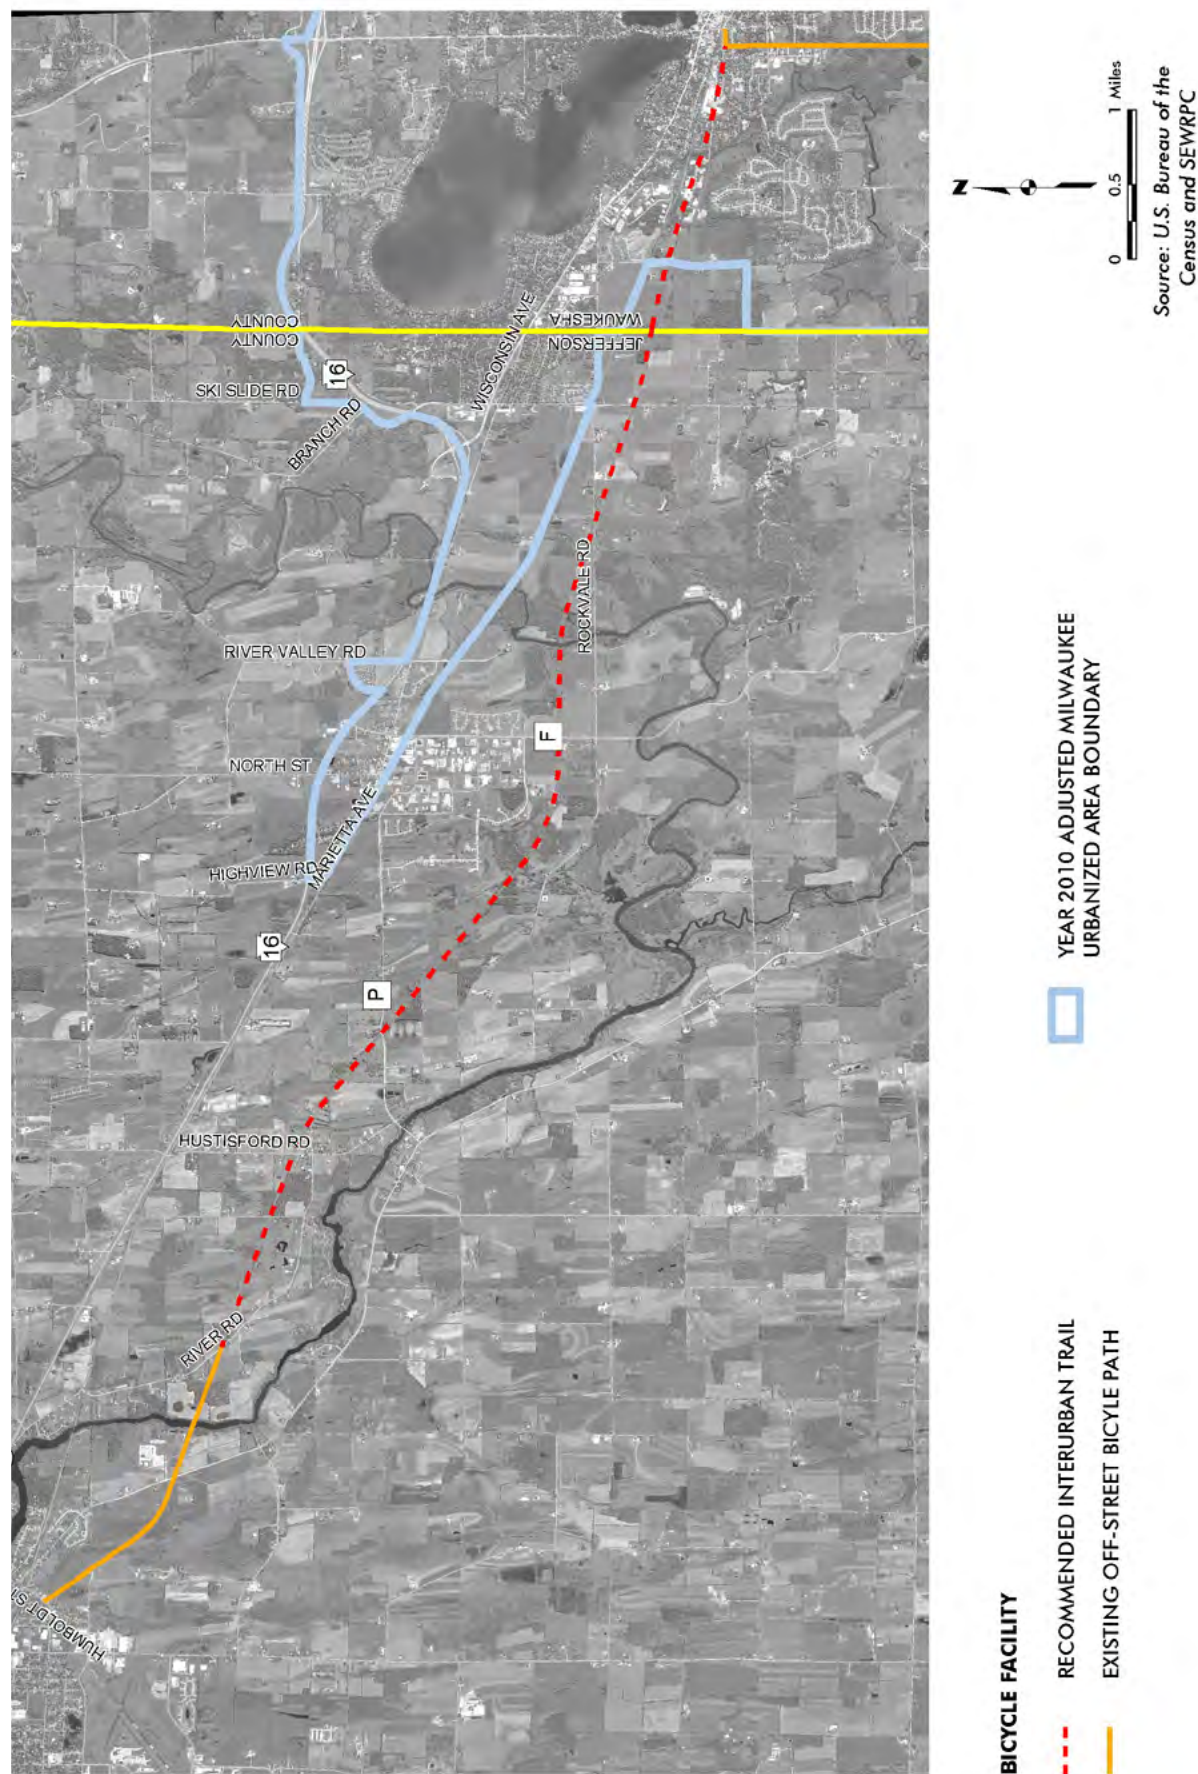 HUMBOLDT ST
RIVER RD
HUSTISFORD RD
16
P
HIGHVIEW RD
MARIETTA AVE
NORTH ST
RIVER VALLEY RD
F
ROCKVALE RD
BRANCH RD
SKI SLIDE RD
16
WISCONSIN AVE
COUNTY
COUNTY
JEFFERSON
WAUKESHA
BICYCLE FACILITY
RECOMMENDED INTERURBAN TRAIL
EXISTING OFF-STREET BICYLE PATH
YEAR 2010 ADJUSTED MILWAUKEE
URBANIZED AREA BOUNDARY
Z
0 0.5 1 Miles
Source: U.S. Bureau of the
Census and SEWRPC